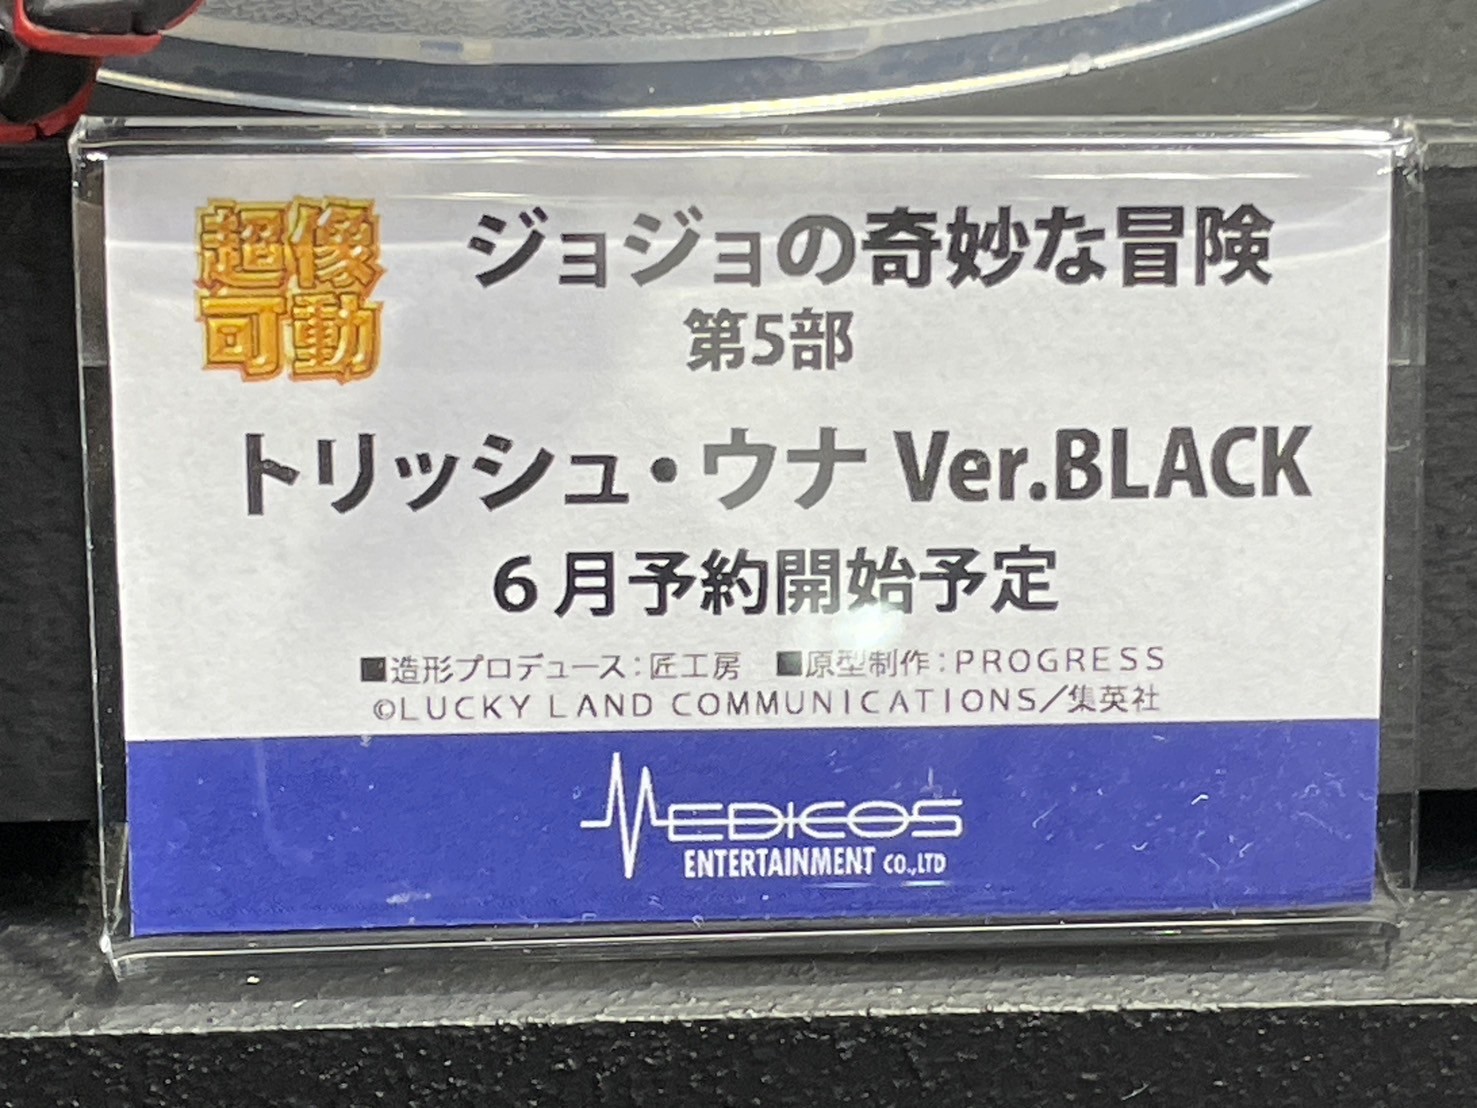 超像
可動
ジョジョの奇妙な冒険
第5部
トリッシュ・ウナ Ver.BLACK
６月予約開始予定
■造形プロデュース：匠工房　■原型制作：PROGRESS
©LUCKY LAND COMMUNICATIONS／集英社
MEDICOS
ENTERTAINMENT CO.,LTD